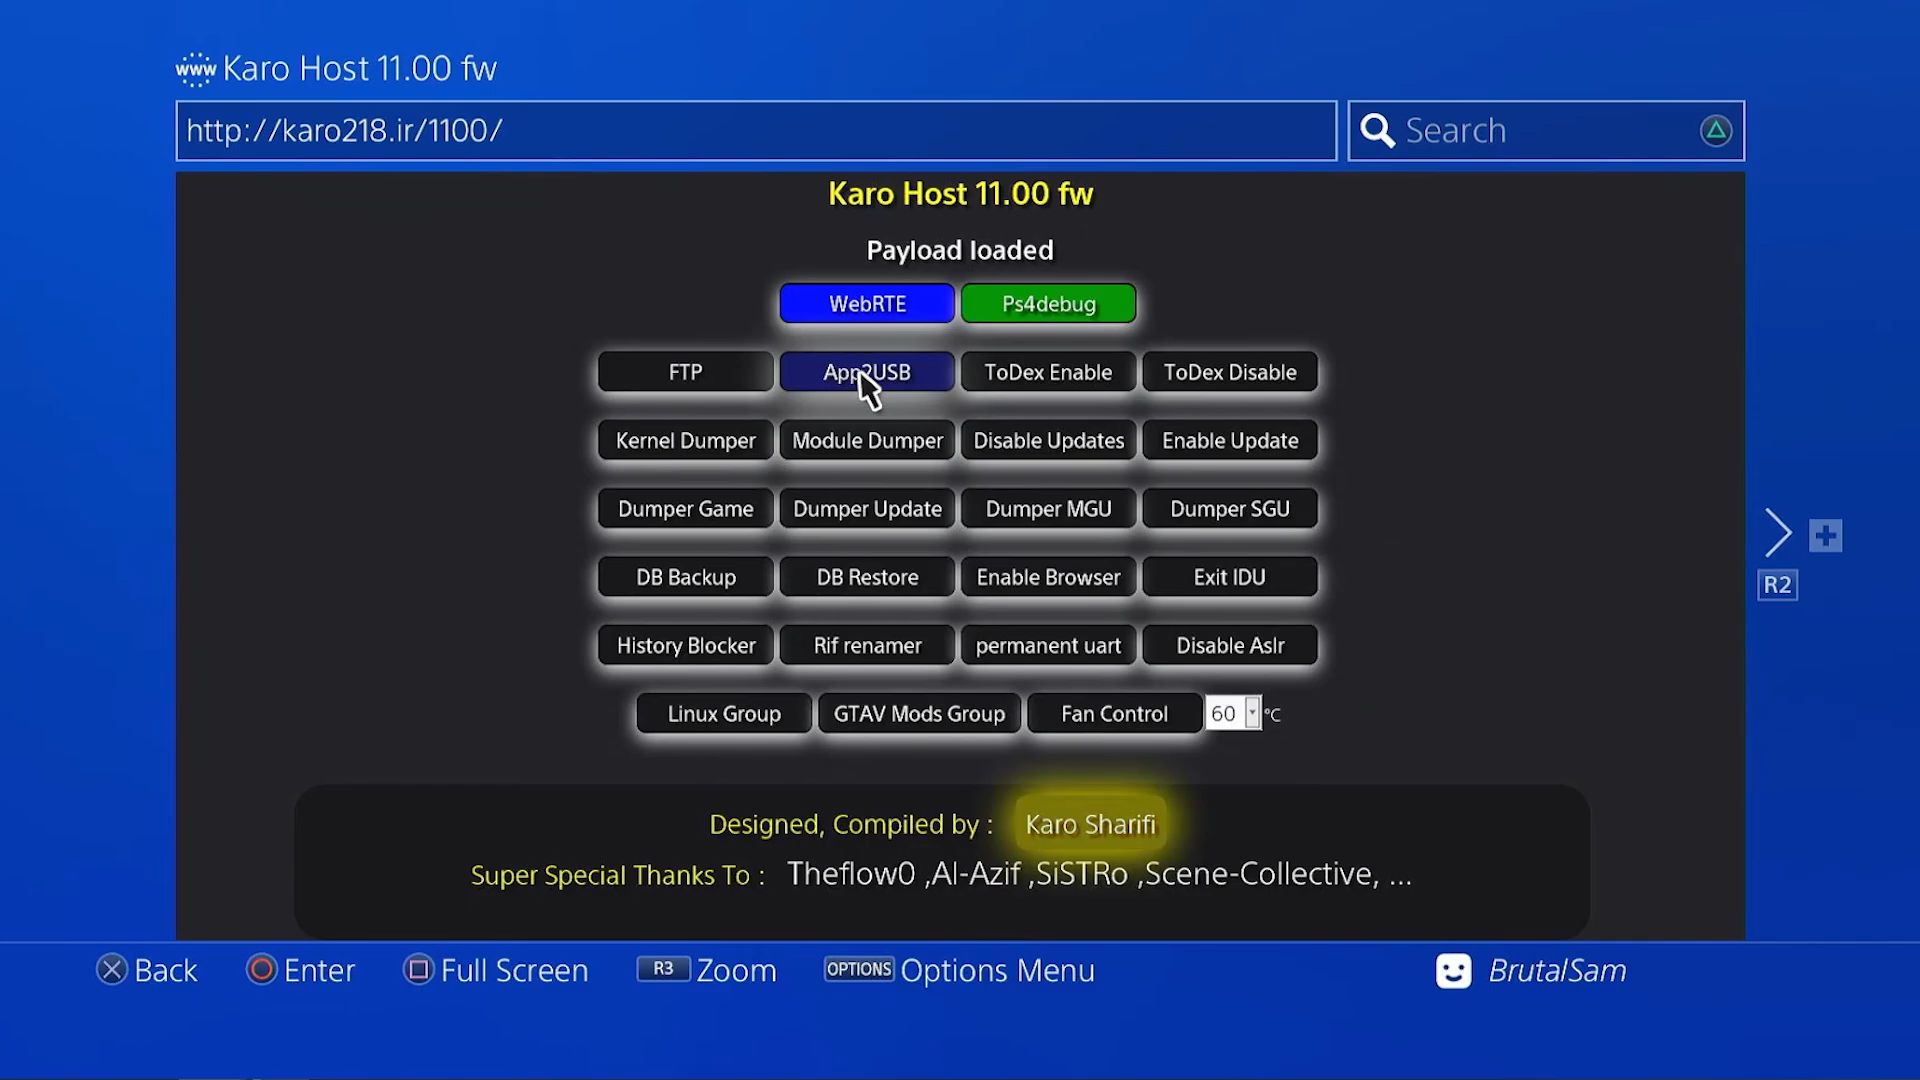 www Karo Host 11.00 fw
http://karo218.ir/1100/ Search
Karo Host 11.00 fw
Payload loaded
WebRTE Ps4debug
FTP App2USB ToDex Enable ToDex Disable
Kernel Dumper Module Dumper Disable Updates Enable Update
Dumper Game Dumper Update Dumper MGU Dumper SGU
DB Backup DB Restore Enable Browser Exit IDU
R2
History Blocker Rif renamer permanent uart Disable Aslr
Linux Group GTAV Mods Group Fan Control 60 °C
Designed, Compiled by : Karo Sharifi
Super Special Thanks To : Theflow0 ,Al-Azif ,SiSTRo ,Scene-Collective, ...
Back Enter Full Screen R3 Zoom OPTIONS Options Menu BrutalSam